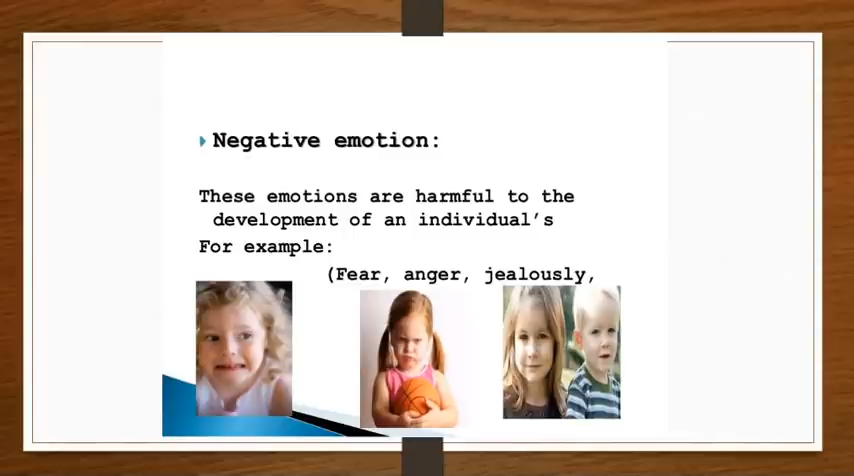 Negative emotion:
These emotions are harmful to the
development of an individual's
For example:
(Fear, anger, jealously,